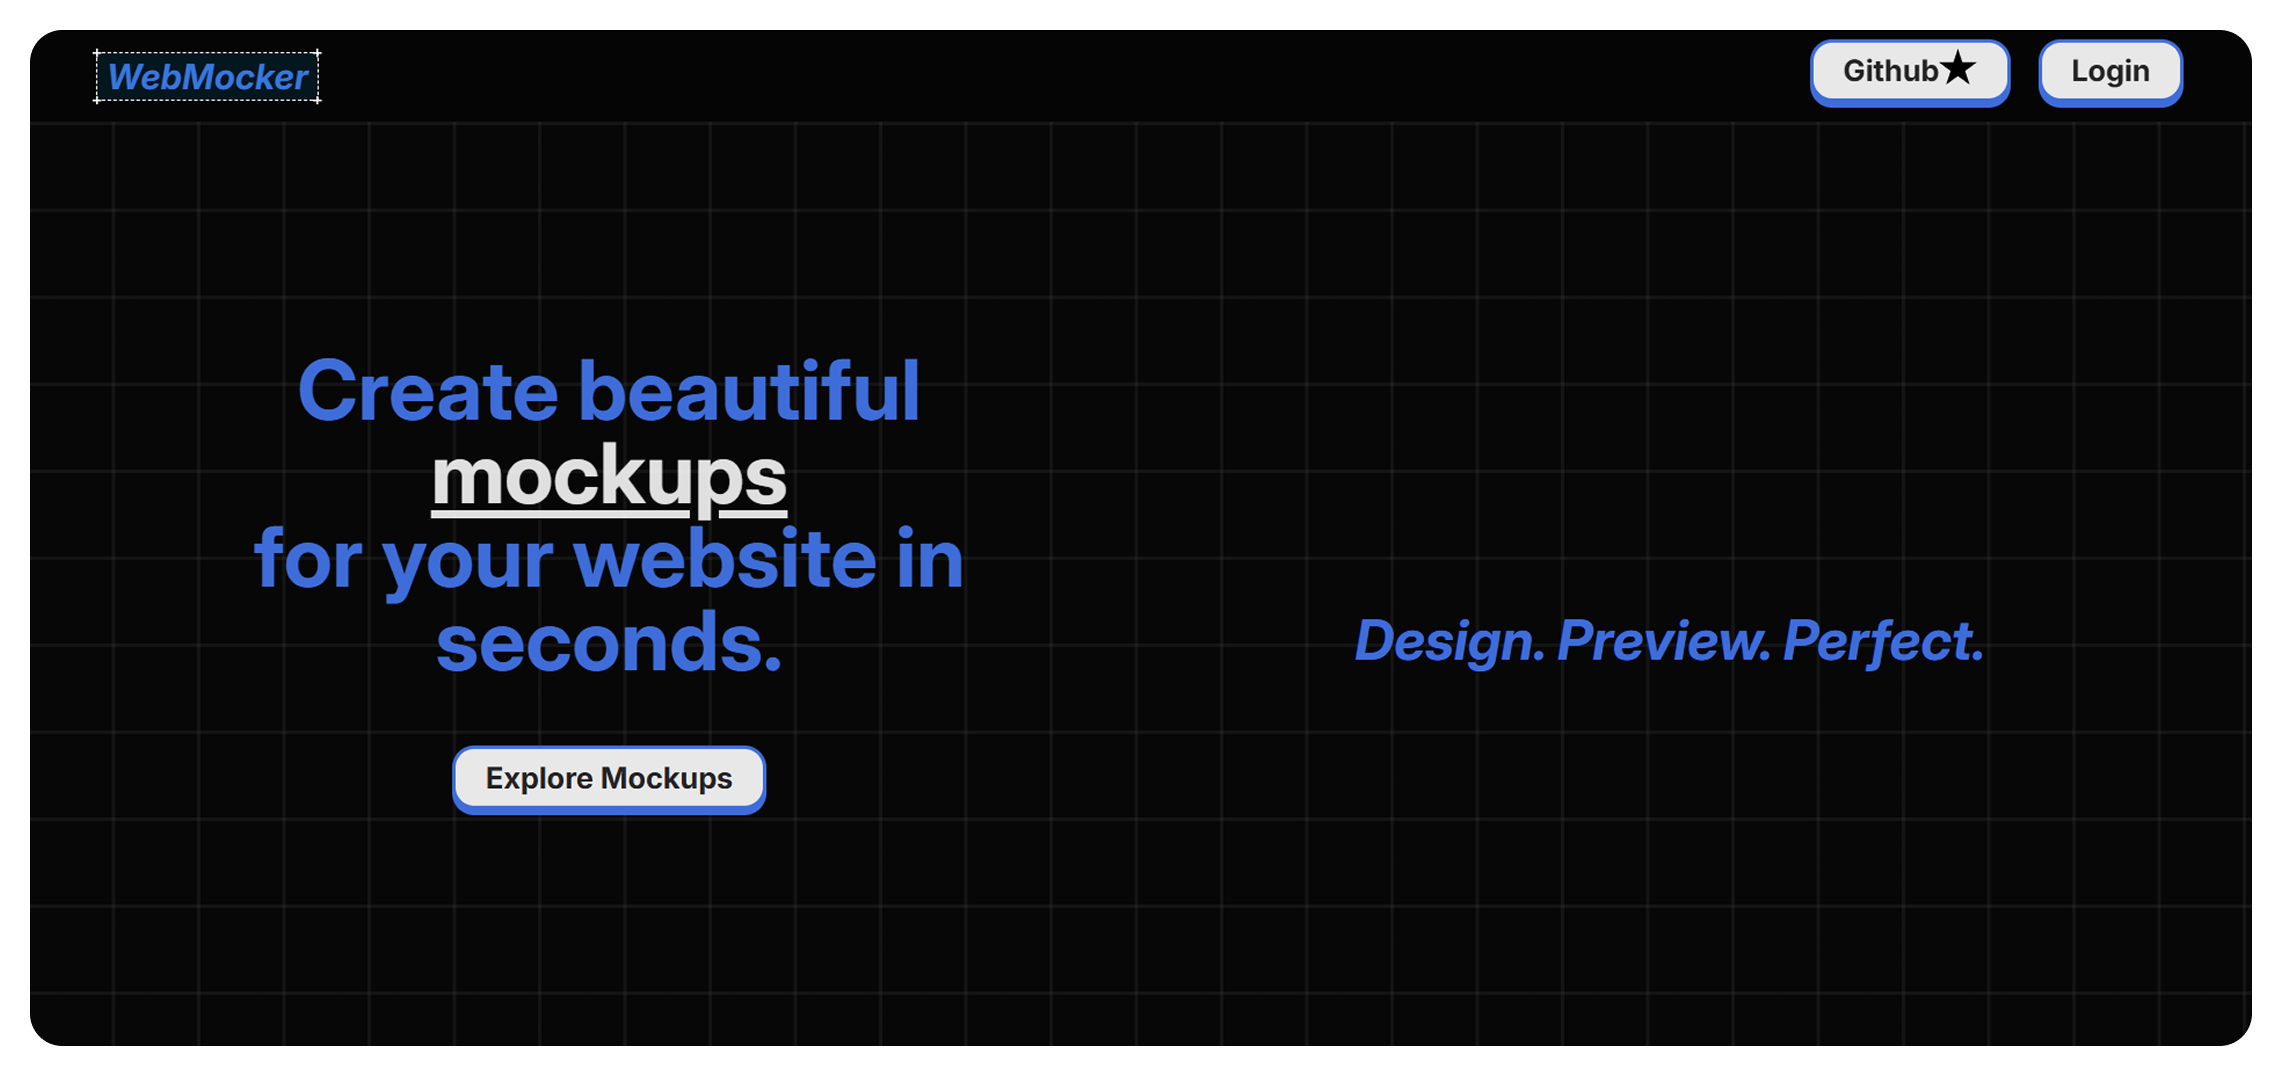 WebMocker
Github★
Login
Create beautiful
mockups
for your website in
seconds.
Explore Mockups
Design. Preview. Perfect.